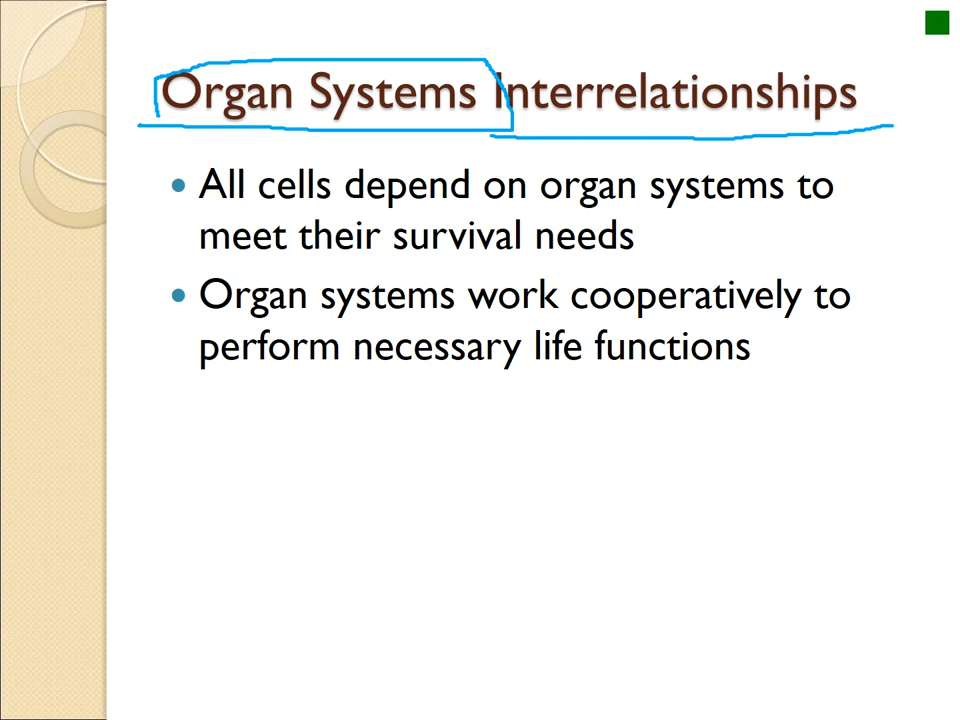 Organ Systems Interrelationships
All cells depend on organ systems to
meet their survival needs
Organ systems work cooperatively to
perform necessary life functions